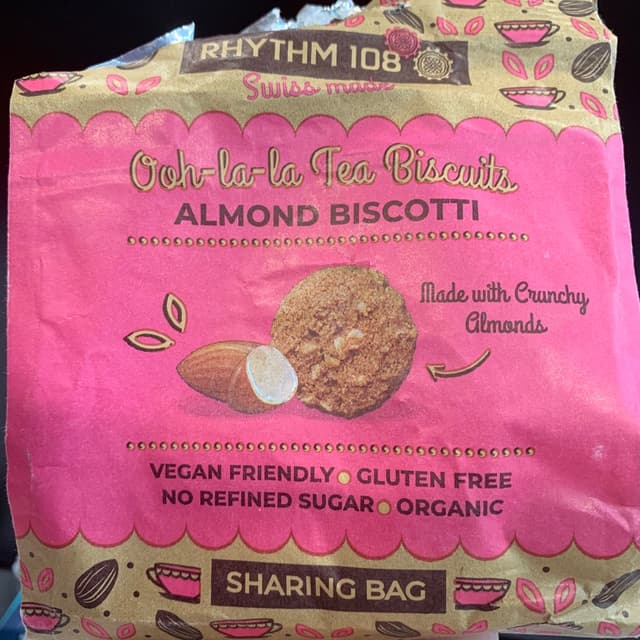 RHYTHM 108
Swiss made
Ooh-la-la Tea Biscuits
ALMOND BISCOTTI
Made with Crunchy
Almonds
VEGAN FRIENDLY GLUTEN FREE
NO REFINED SUGAR ORGANIC
SHARING BAG